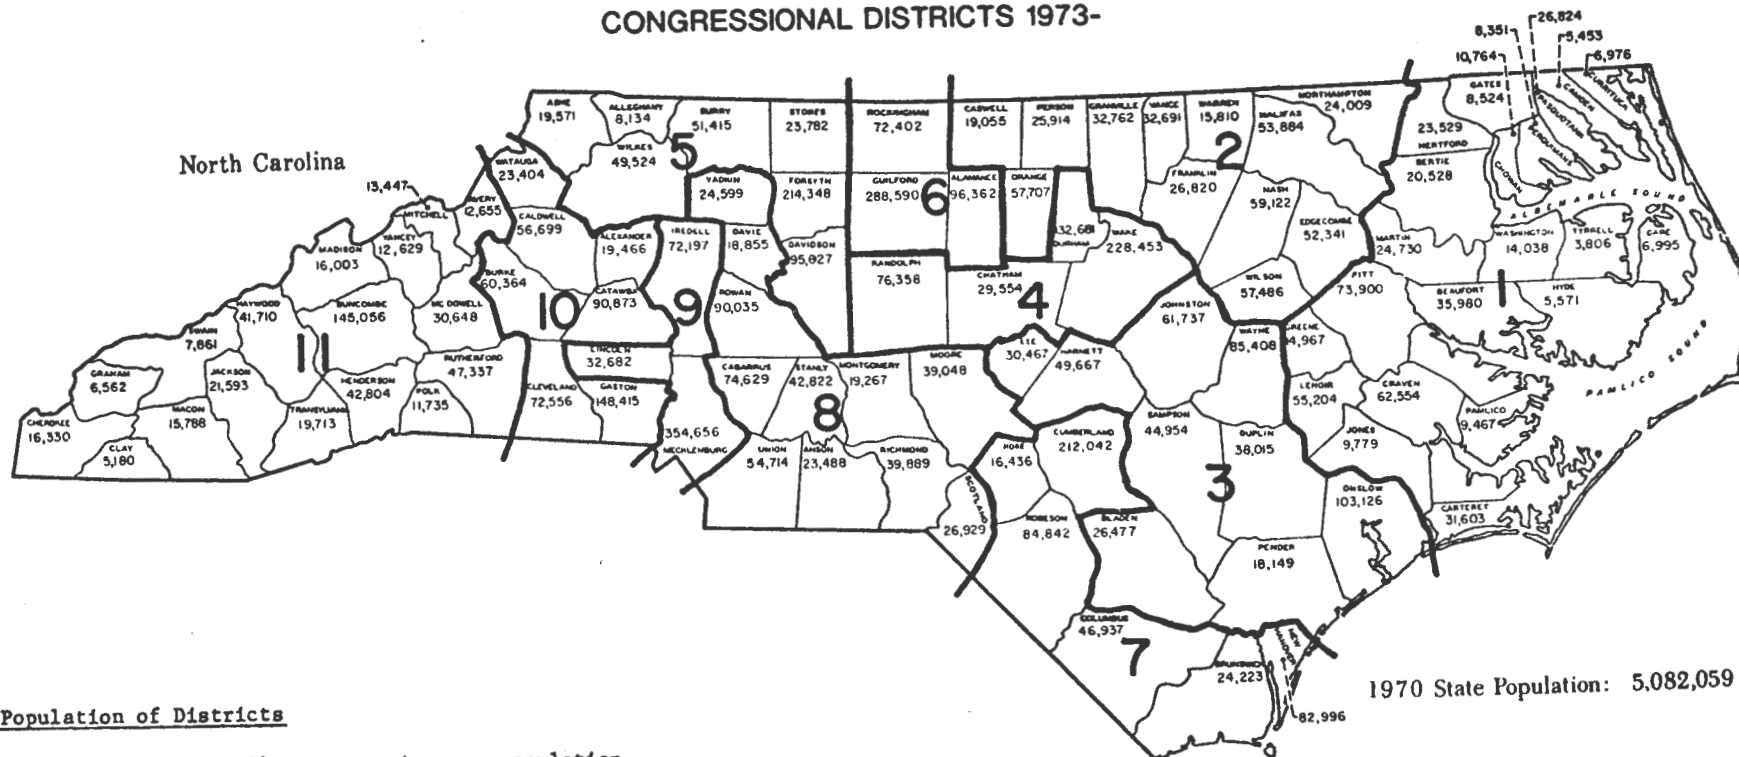 CONGRESSIONAL DISTRICTS 1973-
North Carolina
8,351
26,824
5,453
10,764
6,976
ASHE
19,571
ALLEGHANY
8,134
SURRY
51,415
STOKES
23,782
ROCKINGHAM
72,402
CASWELL
19,055
PERSON
25,914
GRANVILLE
32,762
VANCE
32,691
WARREN
15,810
NORTHAMPTON
24,009
HALIFAX
53,884
GATES
8,524
CURRITUCK
CAMDEN
PASQUOTANK
PERQUIMANS
CHOWAN
23,529
HERTFORD
BERTIE
20,528
WATAUGA
23,404
WILKES
49,524
5
YADKIN
24,599
FORSYTH
214,348
GUILFORD
288,590
6
ALAMANCE
96,362
ORANGE
57,707
2
FRANKLIN
26,820
NASH
59,122
EDGECOMBE
52,341
ALBEMARLE SOUND
13,447
MITCHELL
AVERY
12,655
CALDWELL
56,699
ALEXANDER
19,466
IREDELL
72,197
DAVIE
18,855
DAVIDSON
95,627
132,681
DURHAM
WAKE
228,453
MARTIN
24,730
WASHINGTON
14,038
TYRRELL
3,806
DARE
6,995
MADISON
16,003
YANCEY
12,629
BURKE
60,364
CATAWBA
90,873
ROWAN
90,035
RANDOLPH
76,358
CHATHAM
29,554
4
WILSON
57,486
PITT
73,900
BEAUFORT
35,980
HYDE
5,571
1
HAYWOOD
41,710
BUNCOMBE
145,056
MC DOWELL
30,648
10
9
JOHNSTON
61,737
SWAIN
7,861
11
RUTHERFORD
47,337
LINCOLN
32,682
CABARRUS
74,629
STANLY
42,822
MONTGOMERY
19,267
MOORE
39,048
LEE
30,467
HARNETT
49,667
WAYNE
85,408
GREENE
14,967
PAMLICO SOUND
GRAHAM
6,562
JACKSON
21,593
HENDERSON
42,804
POLK
11,735
CLEVELAND
72,556
GASTON
148,415
8
LENOIR
55,204
CRAVEN
62,554
PAMLICO
9,467
CHEROKEE
16,330
MACON
15,788
TRANSYLVANIA
19,713
CLAY
5,180
354,656
MECKLENBURG
UNION
54,714
ANSON
23,488
RICHMOND
39,889
HOKE
16,436
CUMBERLAND
212,042
SAMPSON
44,954
DUPLIN
38,015
JONES
9,779
3
SCOTLAND
26,929
ROBESON
84,842
BLADEN
26,477
ONSLOW
103,126
CARTERET
31,603
PENDER
18,149
COLUMBUS
46,937
7
BRUNSWICK
24,223
NEW HANOVER
82,996
1970 State Population: 5,082,059
Population of Districts